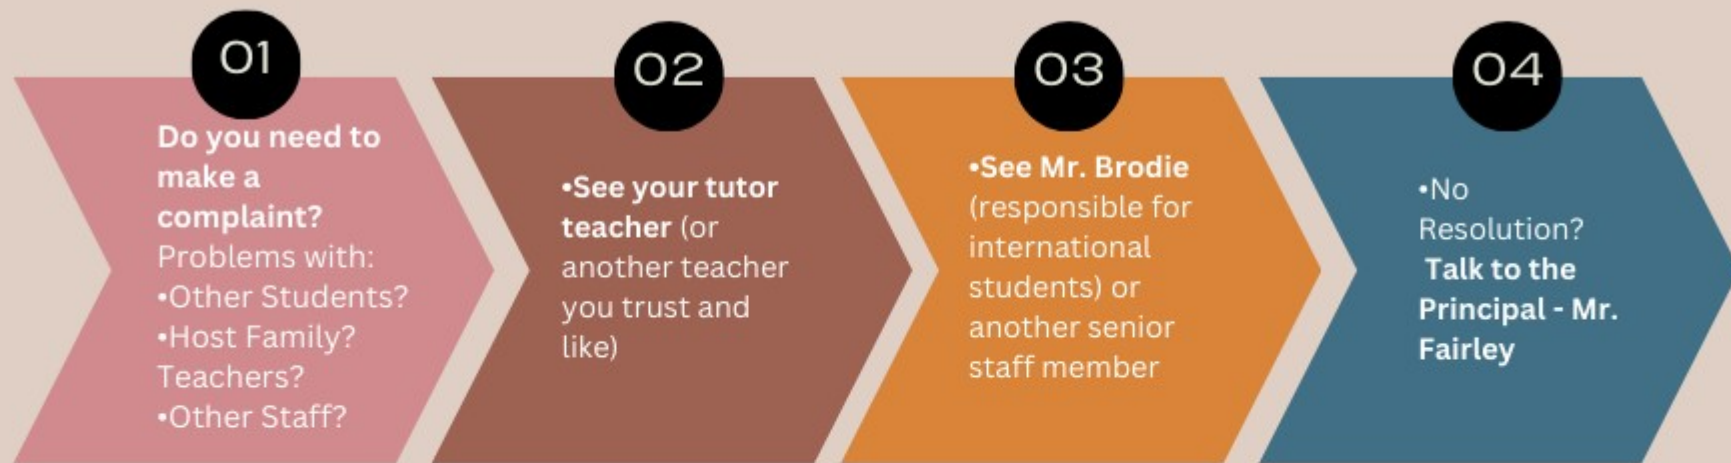 01
Do you need to
make a
complaint?
Problems with:
•Other Students?
•Host Family?
Teachers?
•Other Staff?
02
•See your tutor
teacher (or
another teacher
you trust and
like)
03
•See Mr. Brodie
(responsible for
international
students) or
another senior
staff member
04
•No
Resolution?
Talk to the
Principal - Mr.
Fairley